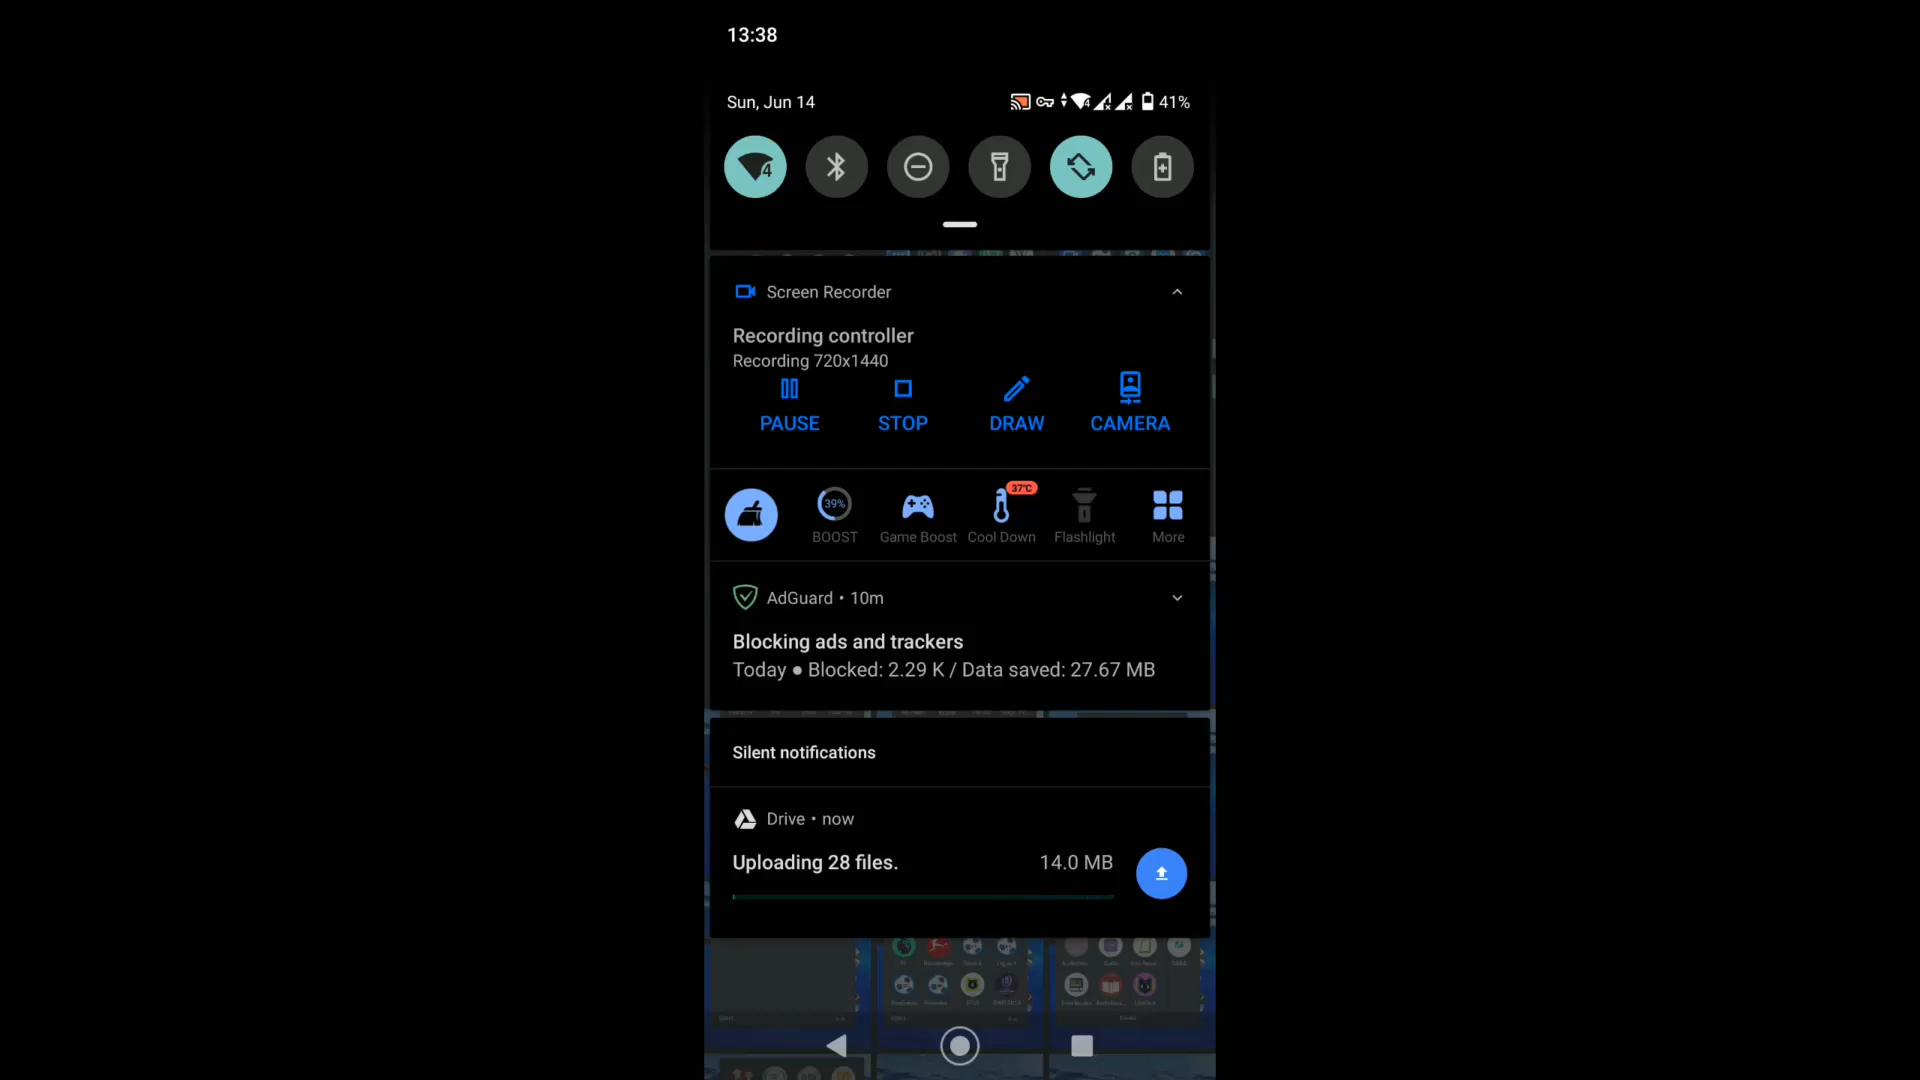 13:38
Sun, Jun 14
41%
4
Screen Recorder
Recording controller
Recording 720x1440
PAUSE STOP DRAW CAMERA
39% 37°C
BOOST Game Boost Cool Down Flashlight More
AdGuard • 10m
Blocking ads and trackers
Today ● Blocked: 2.29 K / Data saved: 27.67 MB
Silent notifications
Drive • now
Uploading 28 files. 14.0 MB